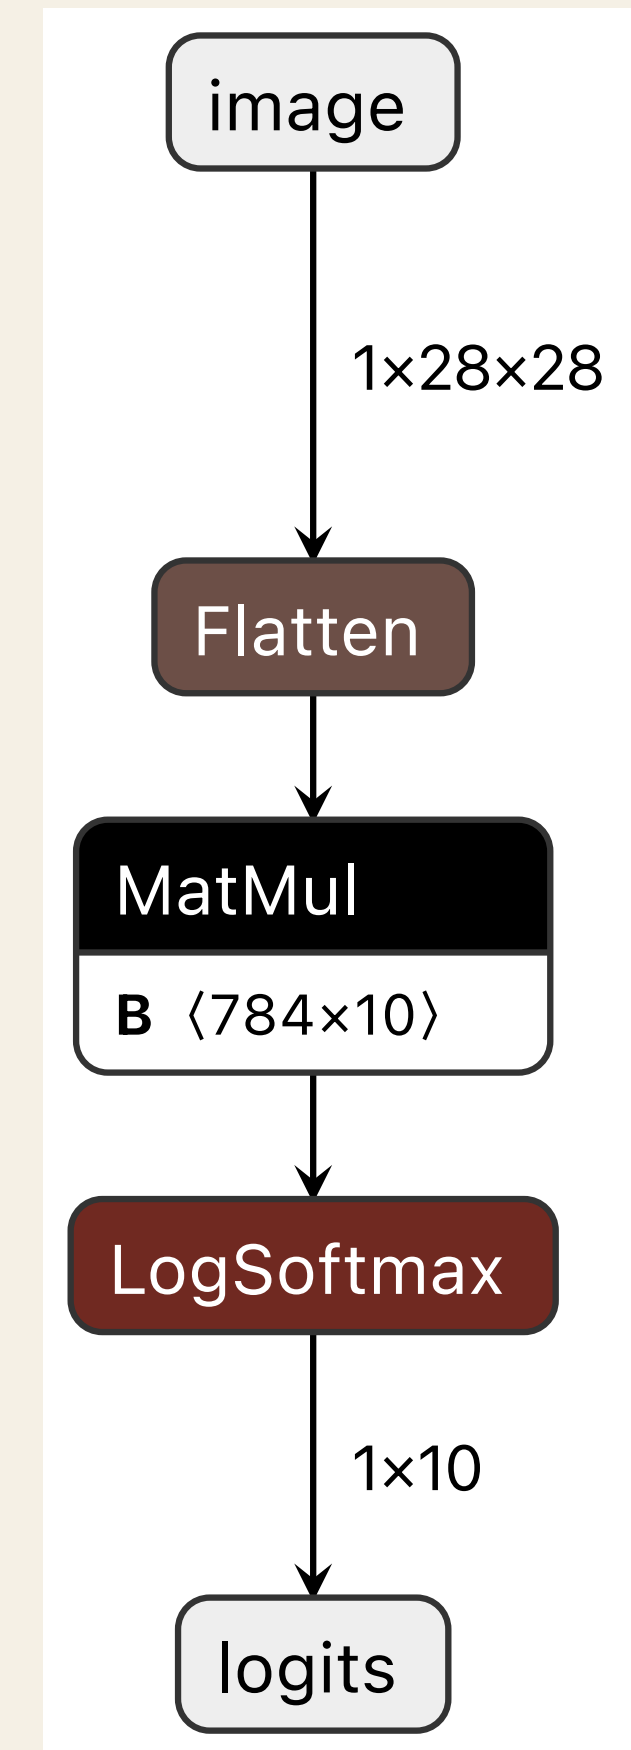 image
1×28×28
Flatten
MatMul
B ⟨784×10⟩
LogSoftmax
1×10
logits